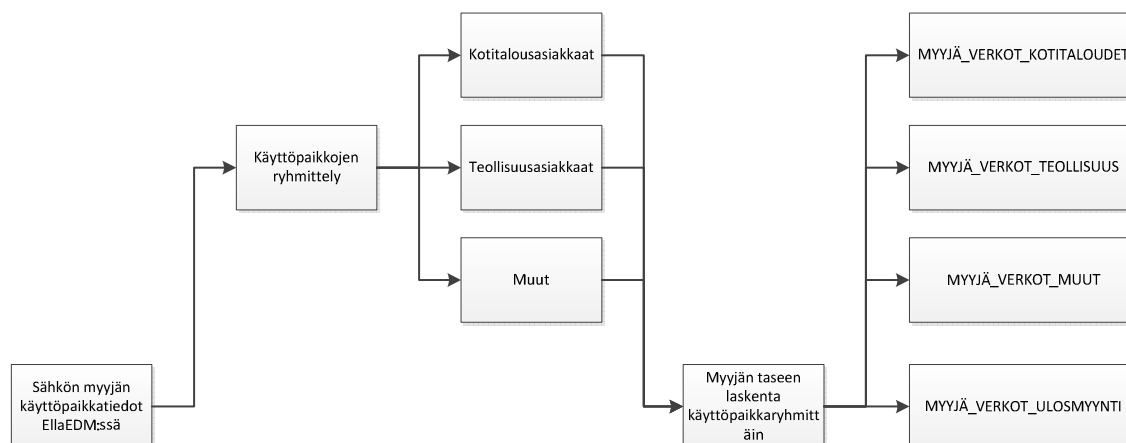 Sähkön myyjän
käyttöpaikkatiedot
EllaEDM:ssä
Käyttöpaikkojen
ryhmittely
Kotitalousasiakkaat
Teollisuusasiakkaat
Muut
Myyjän taseen
laskenta
käyttöpaikkaryhmitt
äin
MYYJÄ_VERKOT_KOTITALOUDET
MYYJÄ_VERKOT_TEOLLISUUS
MYYJÄ_VERKOT_MUUT
MYYJÄ_VERKOT_ULOSMYYNTI